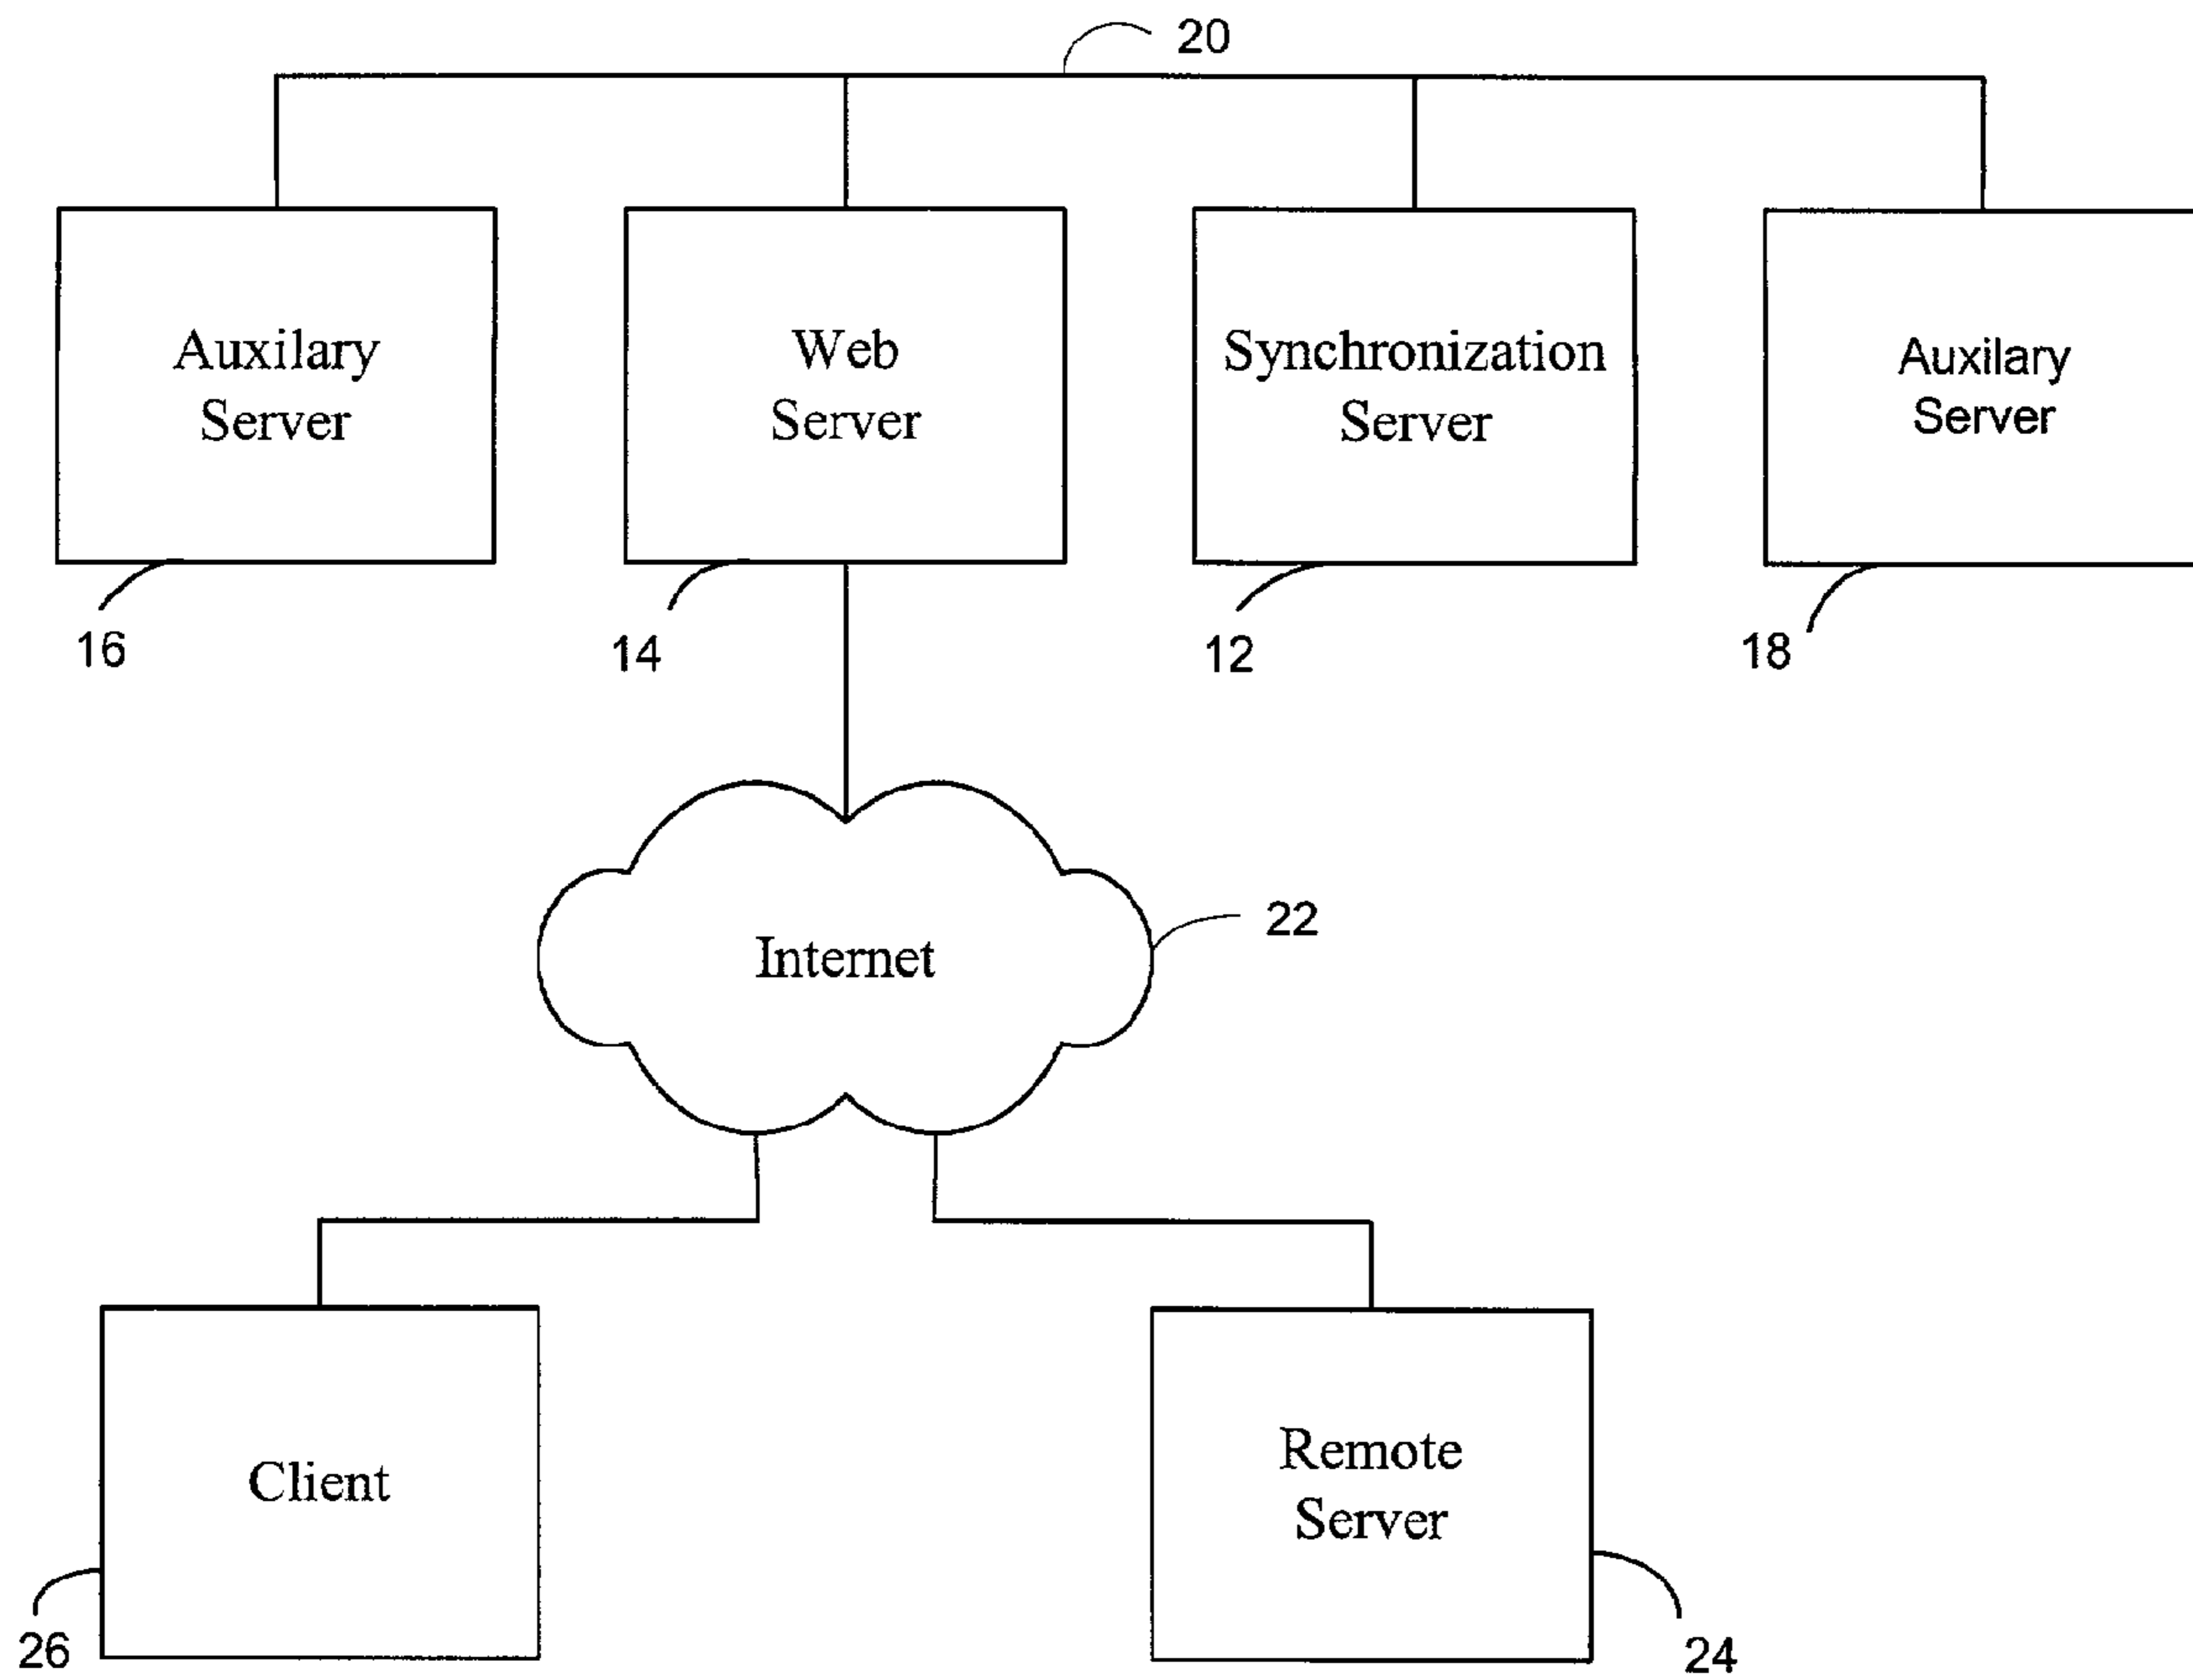 20
Auxilary
Server
Web
Server
Synchronization
Server
Auxilary
Server
16
14
12
18
Internet
22
Client
Remote
Server
26
24